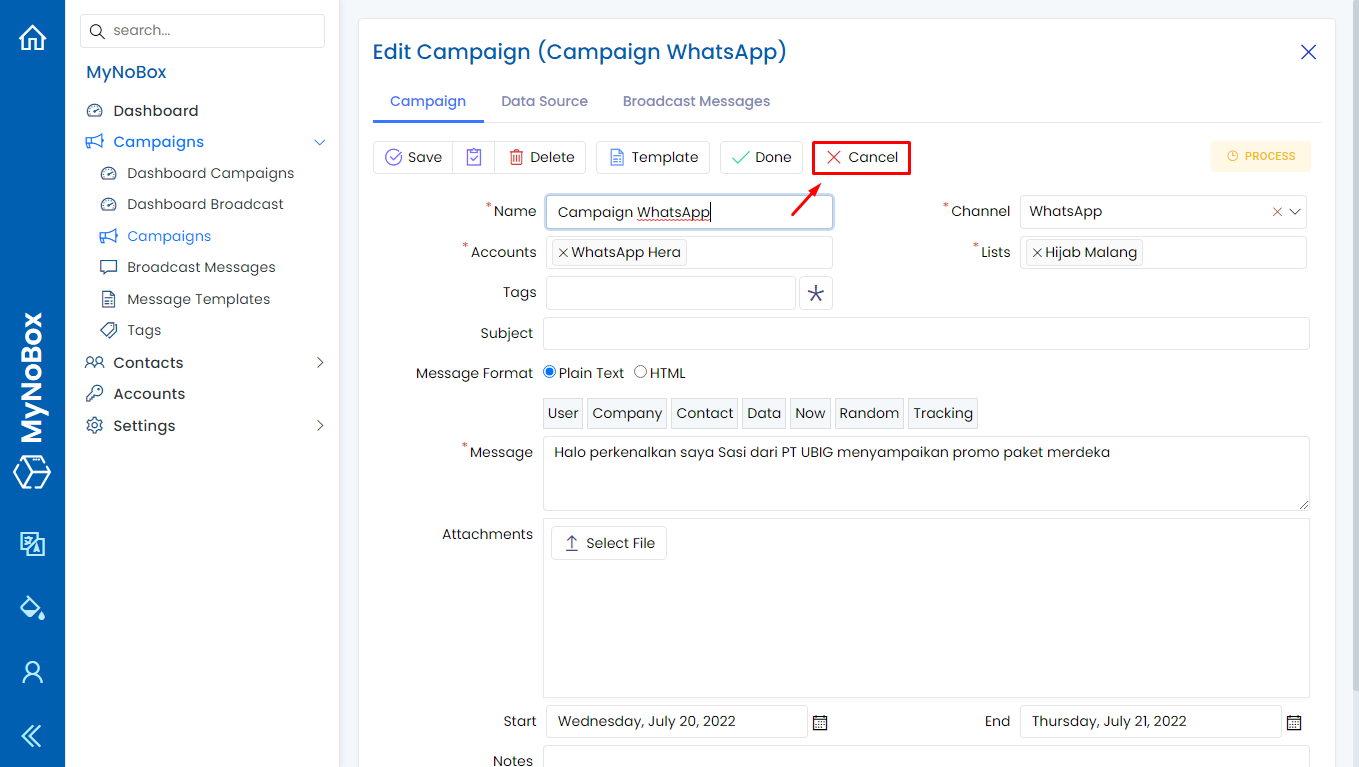 search...
MyNoBox
Dashboard
Campaigns
Dashboard Campaigns
Dashboard Broadcast
Campaigns
Broadcast Messages
Message Templates
Tags
Contacts
Accounts
Settings
MyNoBox
Edit Campaign (Campaign WhatsApp)
Campaign Data Source Broadcast Messages
Save Delete Template Done Cancel PROCESS
*Name Campaign WhatsApp *Channel WhatsApp
*Accounts ×WhatsApp Hera *Lists ×Hijab Malang
Tags
Subject
Message Format Plain Text HTML
User Company Contact Data Now Random Tracking
*Message Halo perkenalkan saya Sasi dari PT UBIG menyampaikan promo paket merdeka
Attachments Select File
Start Wednesday, July 20, 2022 End Thursday, July 21, 2022
Notes